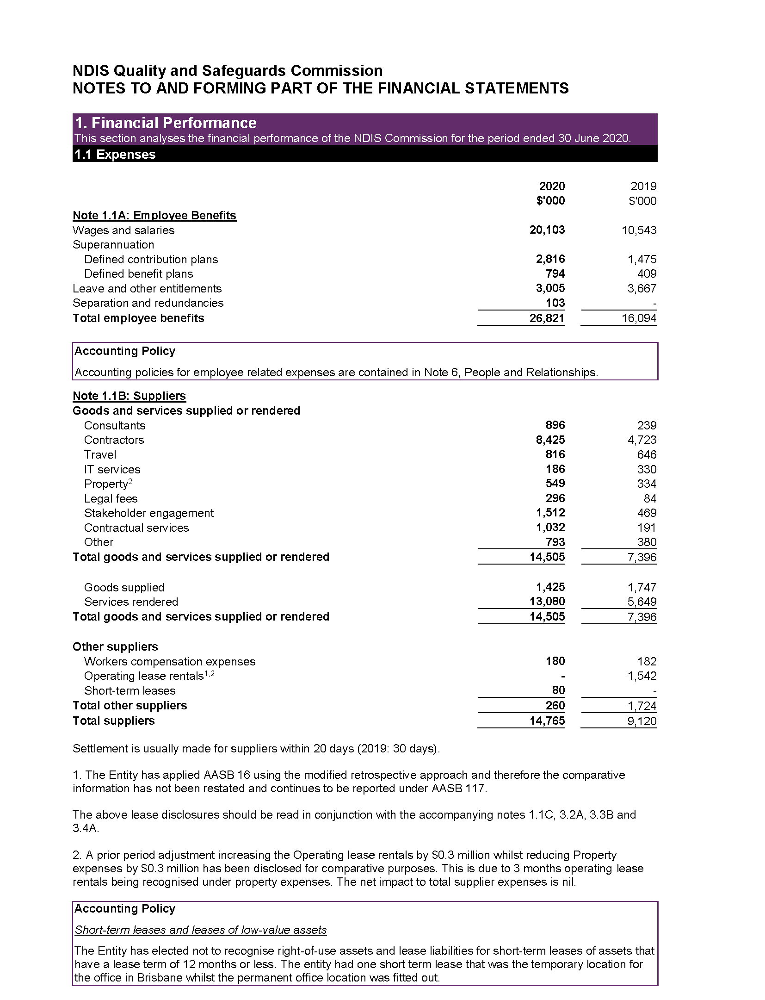 NDIS Quality and Safeguards Commission
NOTES TO AND FORMING PART OF THE FINANCIAL STATEMENTS
1. Financial Performance
This section analyses the financial performance of the NDIS Commission for the period ended 30 June 2020.
1.1 Expenses
2020 2019
$'000 $'000
Note 1.1A: Employee Benefits
Wages and salaries 20,103 10,543
Superannuation
Defined contribution plans 2,816 1,475
Defined benefit plans 794 409
Leave and other entitlements 3,005 3,667
Separation and redundancies 103 -
Total employee benefits 26,821 16,094
Accounting Policy
Accounting policies for employee related expenses are contained in Note 6, People and Relationships.
Note 1.1B: Suppliers
Goods and services supplied or rendered
Consultants 896 239
Contractors 8,425 4,723
Travel 816 646
IT services 186 330
Property² 549 334
Legal fees 296 84
Stakeholder engagement 1,512 469
Contractual services 1,032 191
Other 793 380
Total goods and services supplied or rendered 14,505 7,396
Goods supplied 1,425 1,747
Services rendered 13,080 5,649
Total goods and services supplied or rendered 14,505 7,396
Other suppliers
Workers compensation expenses 180 182
Operating lease rentals¹,² - 1,542
Short-term leases 80 -
Total other suppliers 260 1,724
Total suppliers 14,765 9,120
Settlement is usually made for suppliers within 20 days (2019: 30 days).
1. The Entity has applied AASB 16 using the modified retrospective approach and therefore the comparative
information has not been restated and continues to be reported under AASB 117.
The above lease disclosures should be read in conjunction with the accompanying notes 1.1C, 3.2A, 3.3B and
3.4A.
2. A prior period adjustment increasing the Operating lease rentals by $0.3 million whilst reducing Property
expenses by $0.3 million has been disclosed for comparative purposes. This is due to 3 months operating lease
rentals being recognised under property expenses. The net impact to total supplier expenses is nil.
Accounting Policy
Short-term leases and leases of low-value assets
The Entity has elected not to recognise right-of-use assets and lease liabilities for short-term leases of assets that
have a lease term of 12 months or less. The entity had one short term lease that was the temporary location for
the office in Brisbane whilst the permanent office location was fitted out.